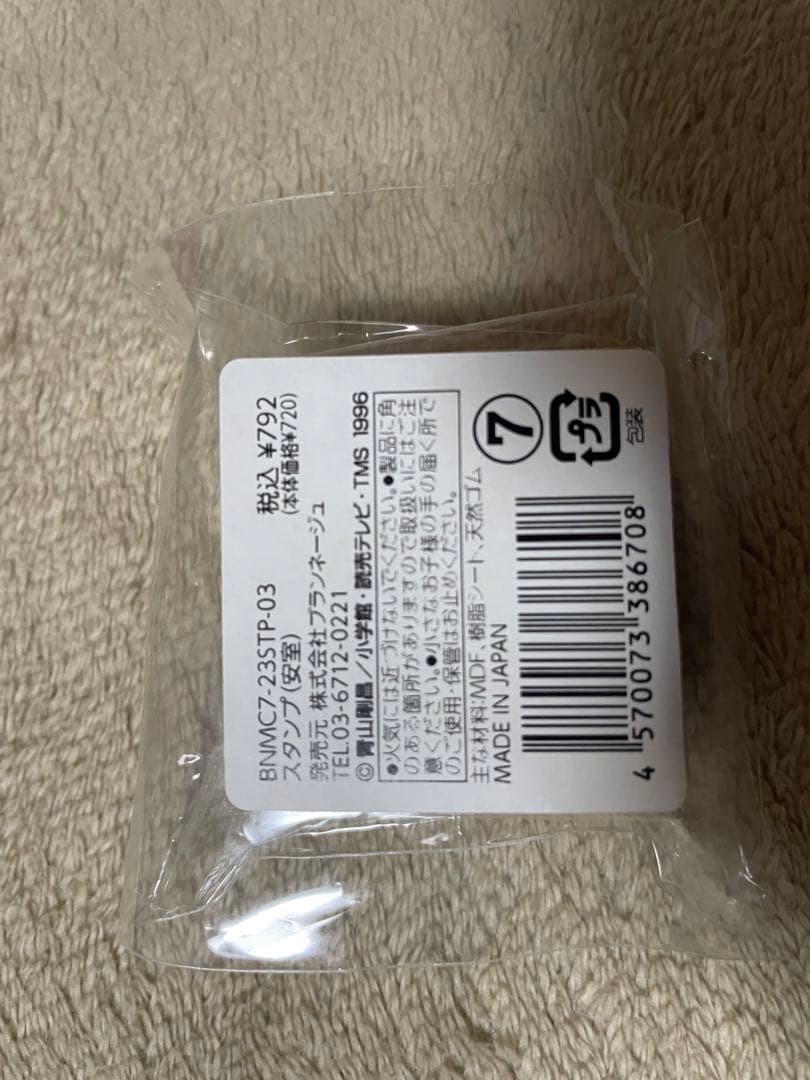 BNMC7-23STP-03
税込 ¥792
スタンプ(安室)
(本体価格¥720)
発売元 株式会社ブランネージュ
TEL.03-6712-0221
©青山剛昌/小学館・読売テレビ・TMS 1996
●火気には近づけないでください。●製品に角
のある箇所がありますので取扱いにはご注
意ください。●小さなお子様の手の届く所で
のご使用・保管はお止めください。
主な材料:MDF、樹脂シート、天然ゴム
MADE IN JAPAN
⑦
プラ
包装
4 570073 386708